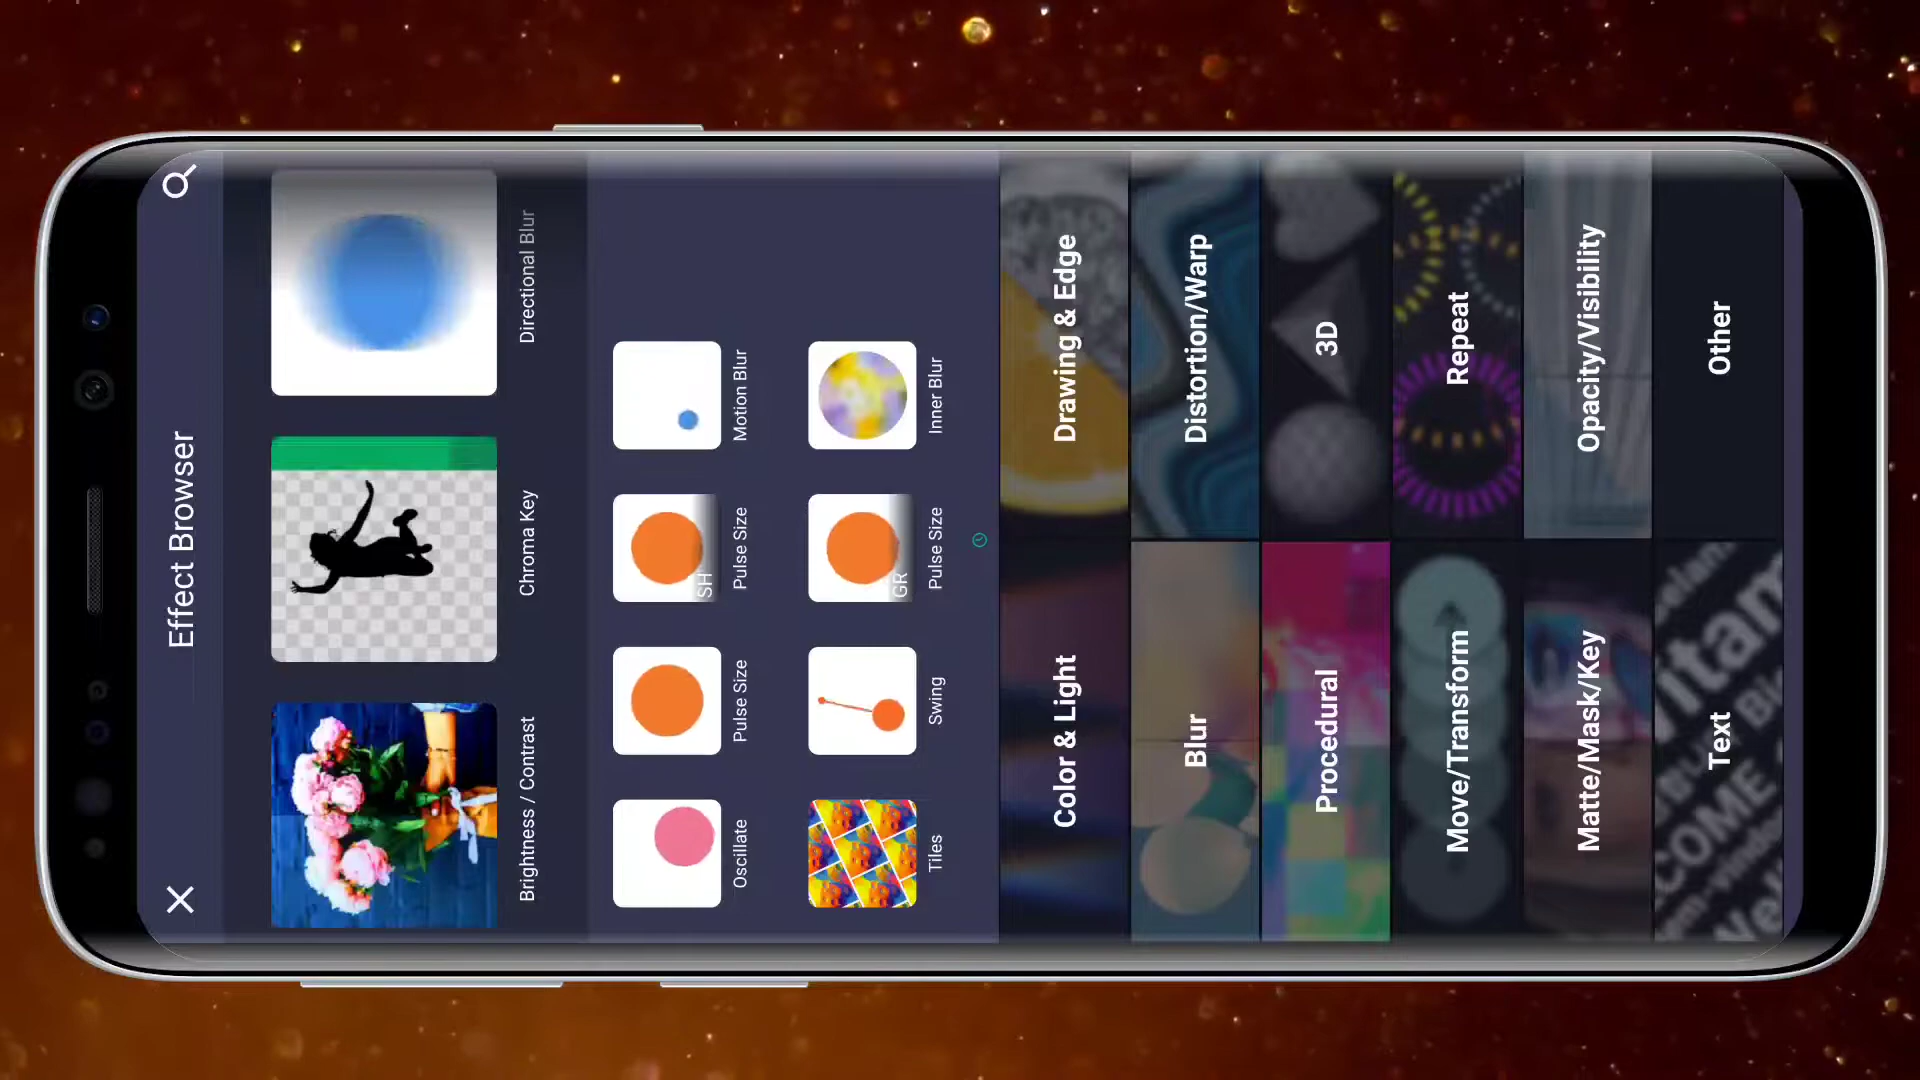 Effect Browser
Brightness / Contrast
Chroma Key
Directional Blur
Oscillate
Pulse Size
SH
Pulse Size
Motion Blur
Tiles
Swing
GR
Pulse Size
Inner Blur
Color & Light
Drawing & Edge
Blur
Distortion/Warp
Procedural
3D
Move/Transform
Repeat
Matte/Mask/Key
Opacity/Visibility
Text
Other